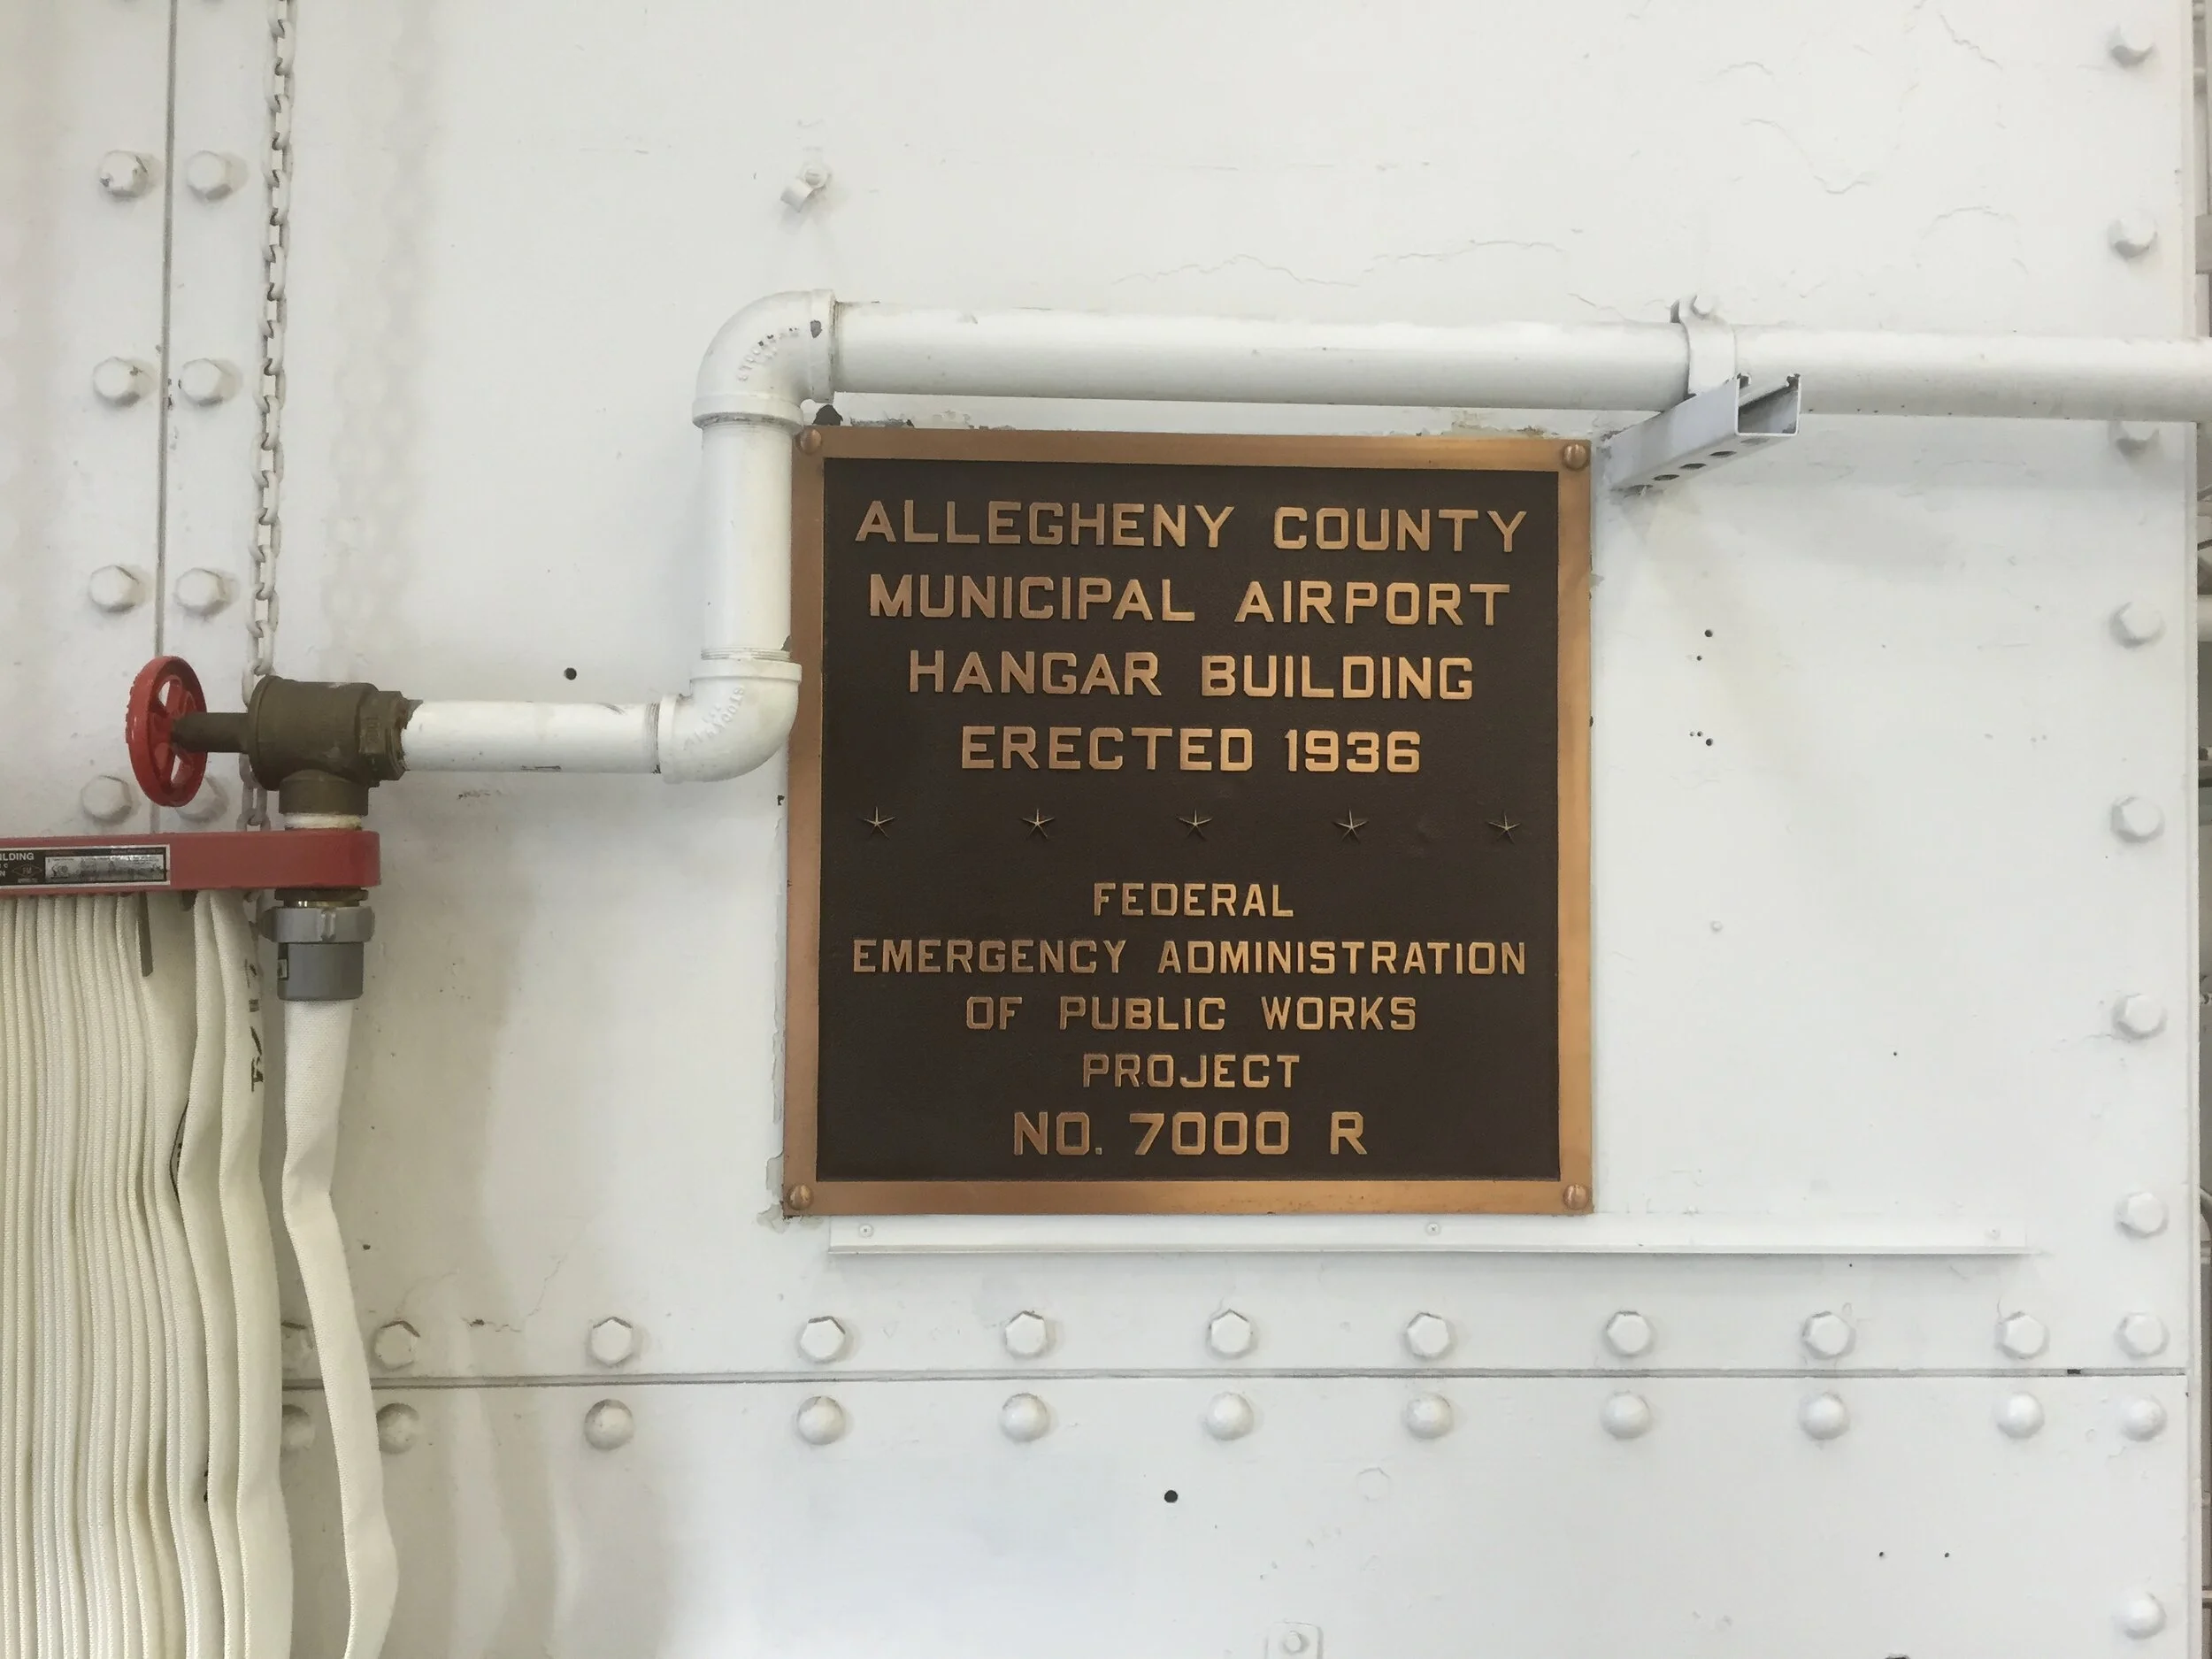 ALLEGHENY COUNTY
MUNICIPAL AIRPORT
HANGAR BUILDING
ERECTED 1936
FEDERAL
EMERGENCY ADMINISTRATION
OF PUBLIC WORKS
PROJECT
NO. 7000 R